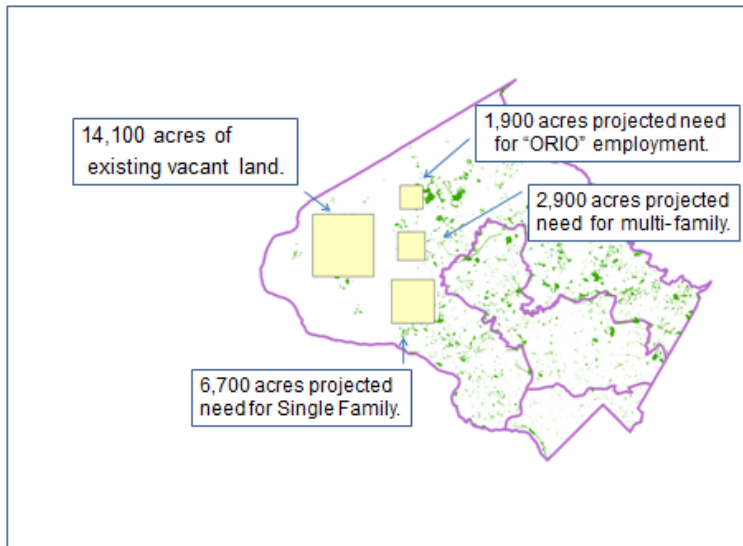 14,100 acres of
existing vacant land.
1,900 acres projected need
for “ORIO” employment.
2,900 acres projected
need for multi-family.
6,700 acres projected
need for Single Family.